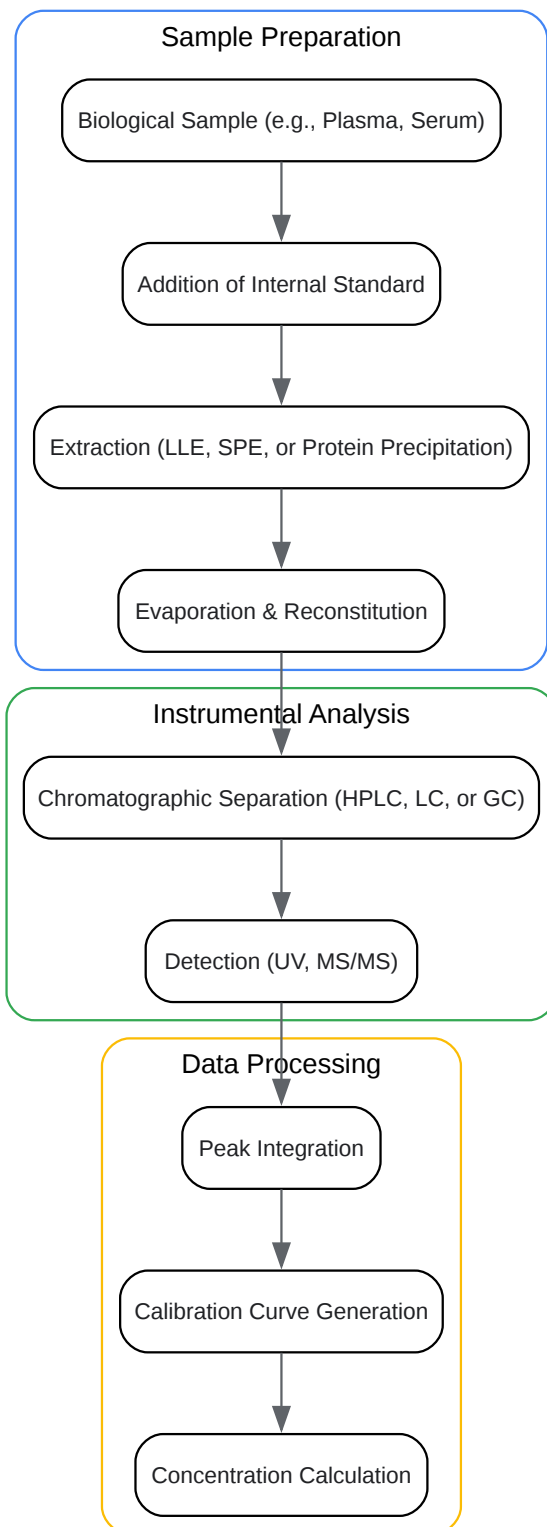 Sample Preparation
Biological Sample (e.g., Plasma, Serum)
Addition of Internal Standard
Extraction (LLE, SPE, or Protein Precipitation)
Evaporation & Reconstitution
Instrumental Analysis
Chromatographic Separation (HPLC, LC, or GC)
Detection (UV, MS/MS)
Data Processing
Peak Integration
Calibration Curve Generation
Concentration Calculation